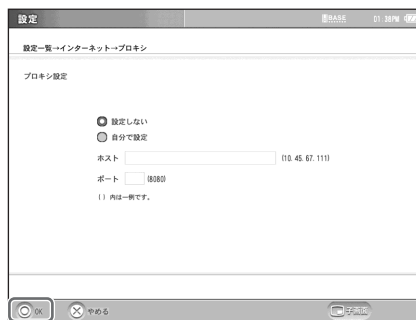 設定
BASE 01:38PM
設定一覧→インターネット→プロキシ
プロキシ設定
設定しない
自分で設定
ホスト (10. 45. 67. 111)
ポート (8080)
( ) 内は一例です。
OK やめる 子画面